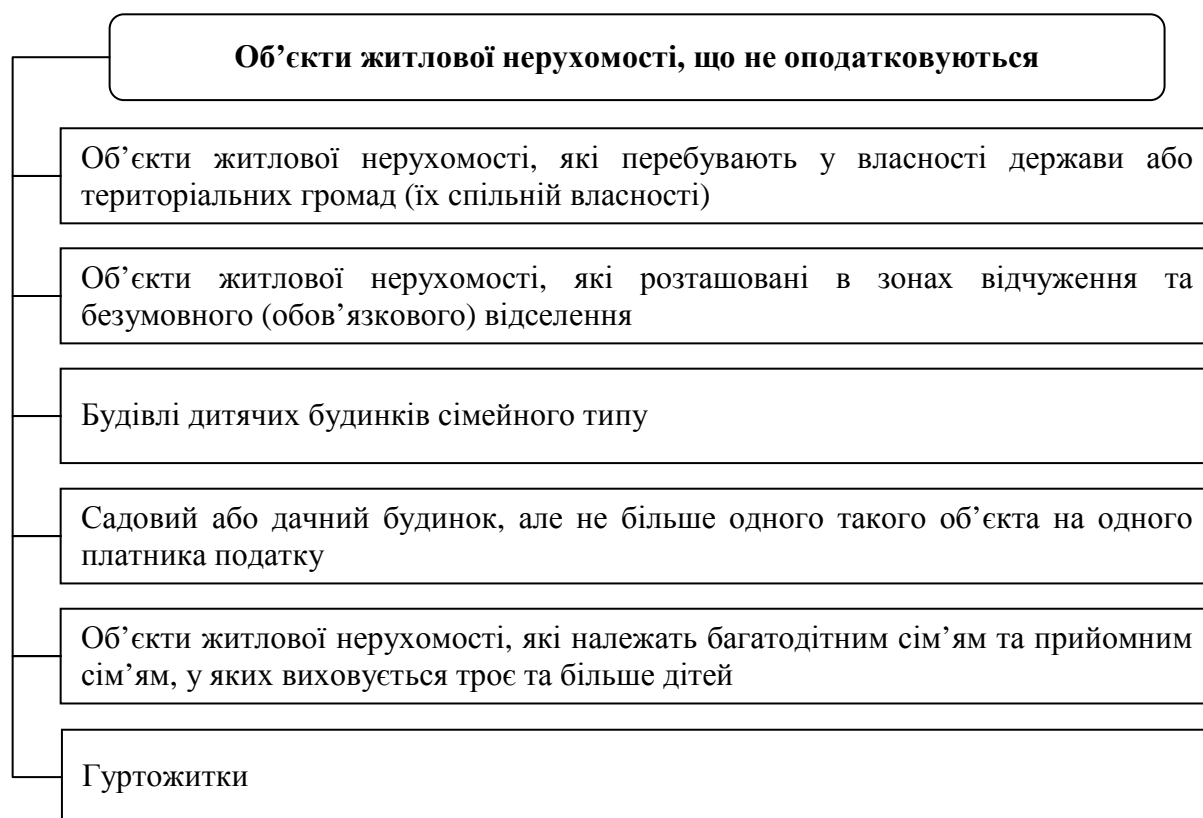 Об’єкти житлової нерухомості, що не оподатковуються
Об’єкти житлової нерухомості, які перебувають у власності держави або
територіальних громад (їх спільній власності)
Об’єкти житлової нерухомості, які розташовані в зонах відчуження та
безумовного (обов’язкового) відселення
Будівлі дитячих будинків сімейного типу
Садовий або дачний будинок, але не більше одного такого об’єкта на одного
платника податку
Об’єкти житлової нерухомості, які належать багатодітним сім’ям та прийомним
сім’ям, у яких виховується троє та більше дітей
Гуртожитки